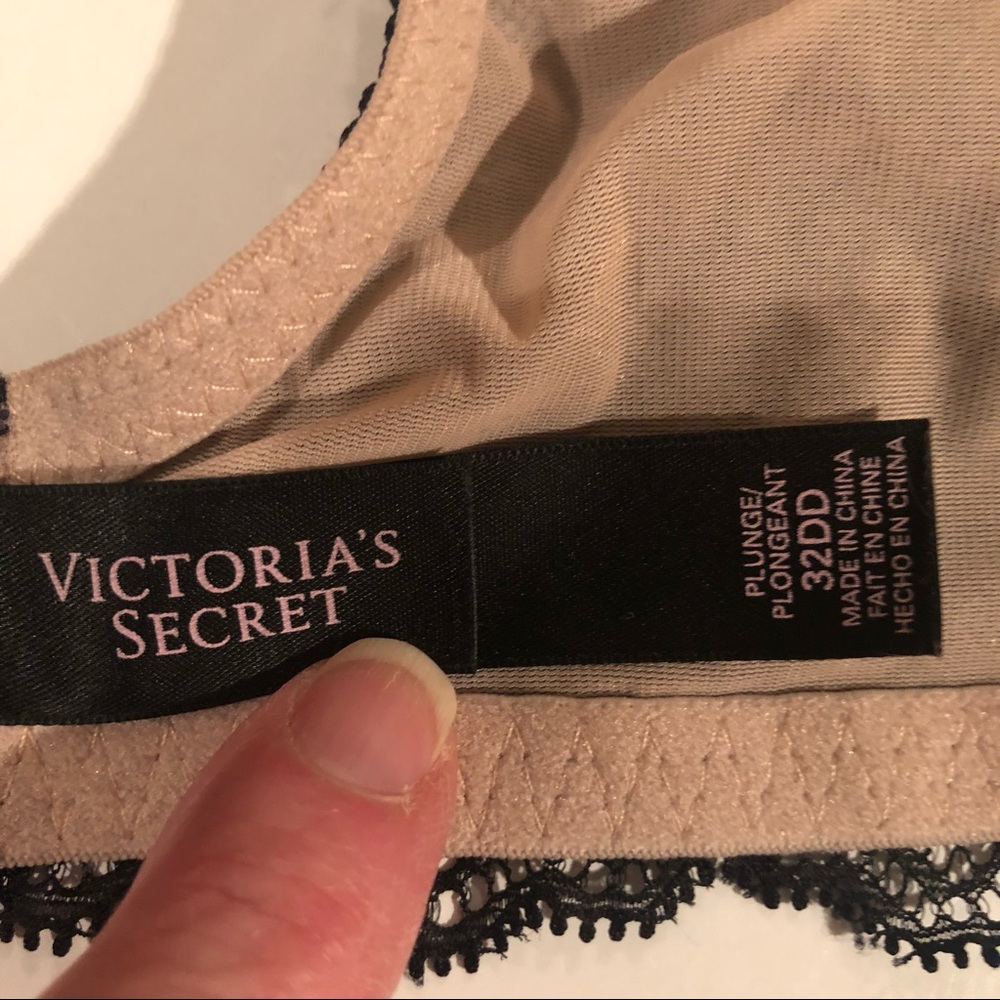 VICTORIA'S
SECRET
PLUNGE/
PLONGEANT
32DD
MADE IN CHINA
FAIT EN CHINE
HECHO EN CHINA